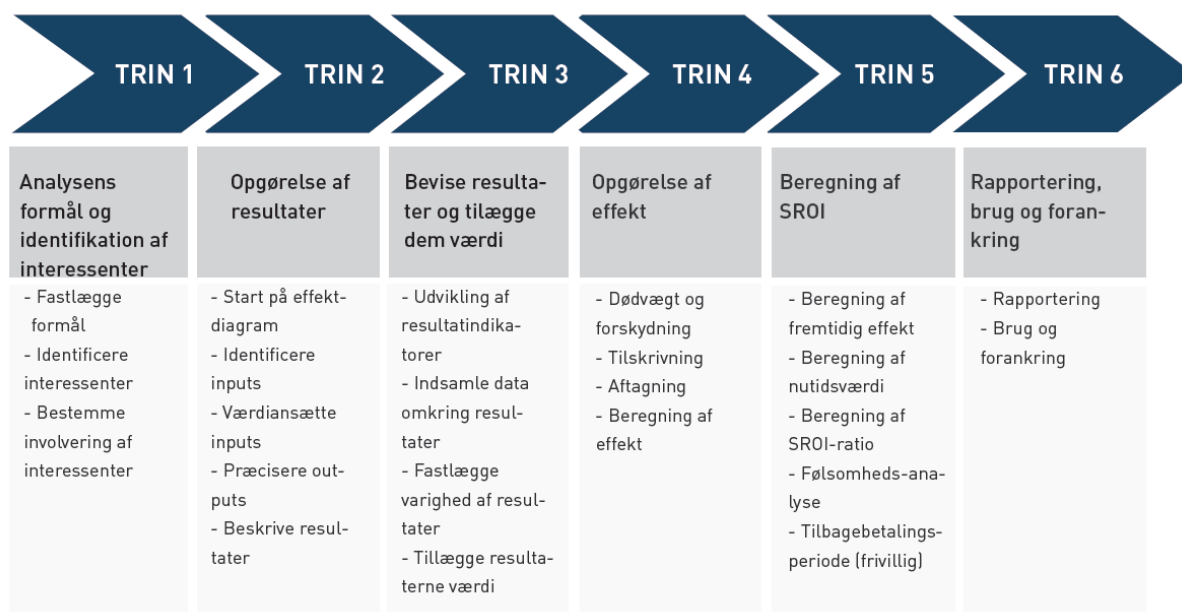 TRIN 1
TRIN 2
TRIN 3
TRIN 4
TRIN 5
TRIN 6
Analysens
formål og
identifikation af
interessenter
- Fastlægge
formål
- Identificere
interessenter
- Bestemme
involvering af
interessenter
Opgørelse af
resultater
- Start på effekt-
diagram
- Identificere
inputs
- Værdiansætte
inputs
- Præcisere out-
puts
- Beskrive resul-
tater
Bevise resulta-
ter og tilægge
dem værdi
- Udvikling af
resultatindika-
torer
- Indsamle data
omkring resul-
tater
- Fastlægge
varighed af resul-
tater
- Tillægge resulta-
terne værdi
Opgørelse af
effekt
- Dødvægt og
forskydning
- Tilskrivning
- Aftagning
- Beregning af
effekt
Beregning af
SROI
- Beregning af
fremtidig effekt
- Beregning af
nutidsværdi
- Beregning af
SROI-ratio
- Følsomheds-ana-
lyse
- Tilbagebetalings-
periode (frivillig)
Rapportering,
brug og foran-
kring
- Rapportering
- Brug og
forankring